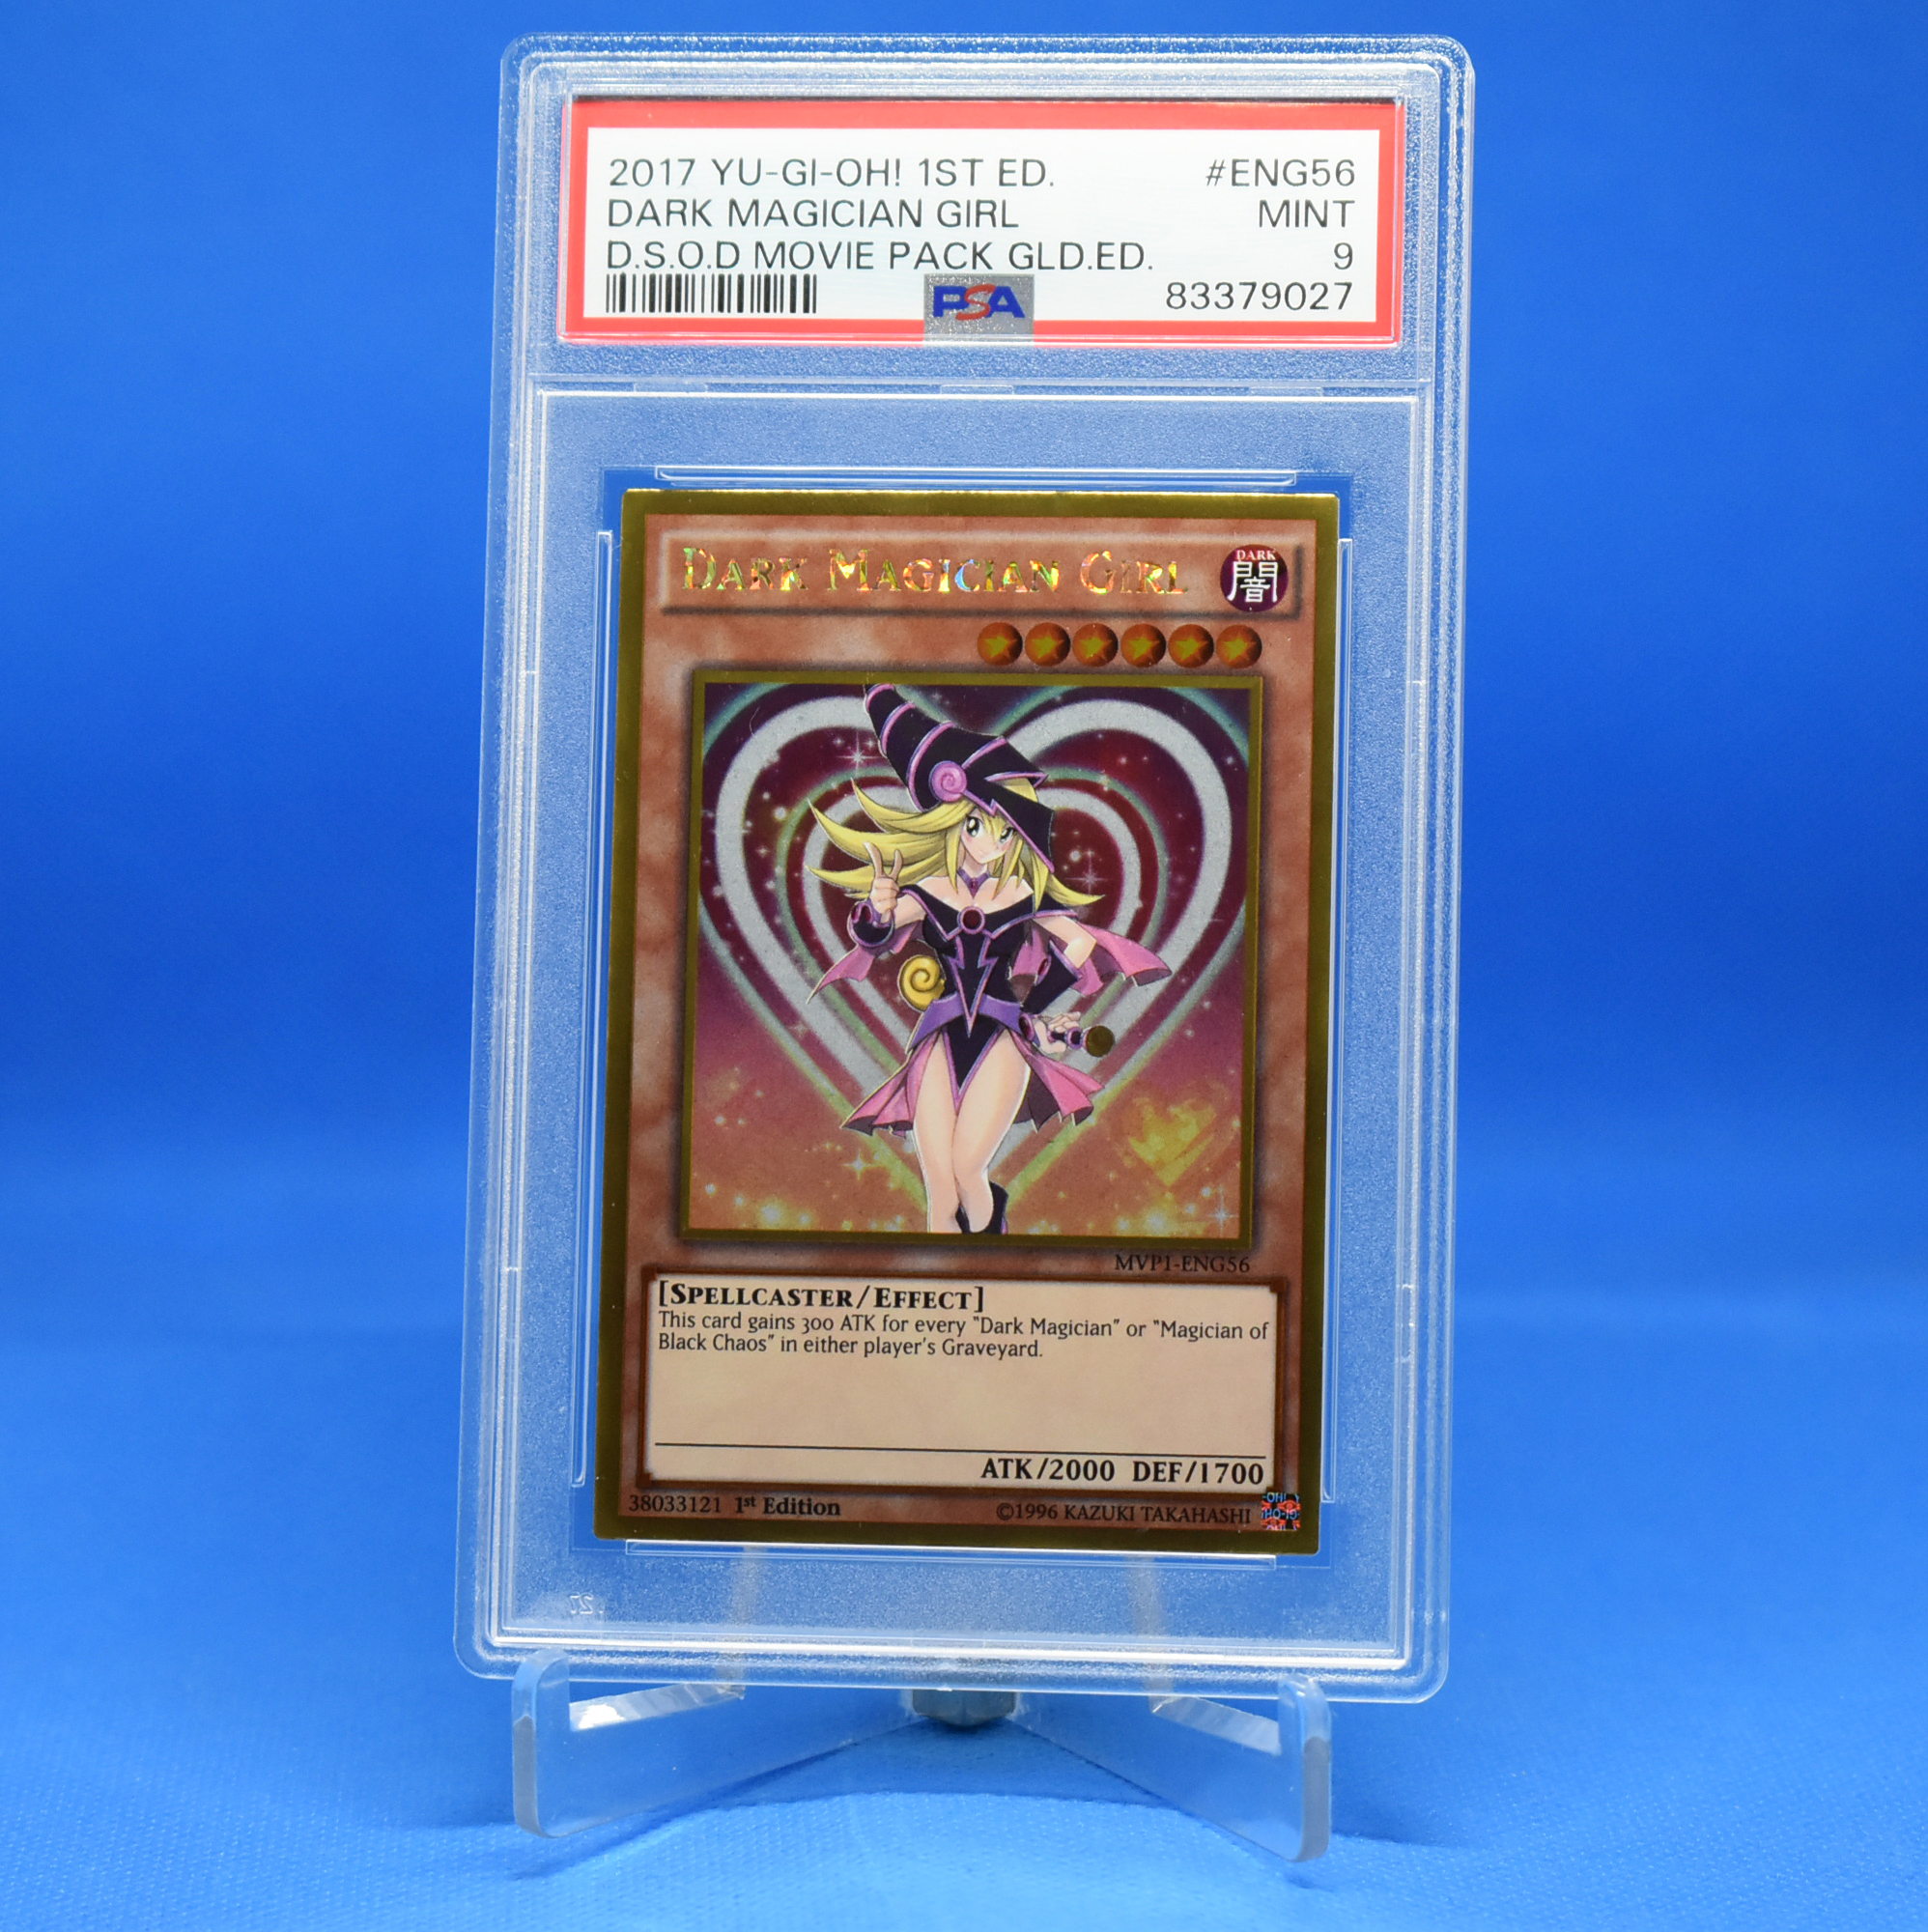 2017 YU-GI-OH! 1ST ED. #ENG56
DARK MAGICIAN GIRL MINT
D.S.O.D MOVIE PACK GLD.ED. 9
PSA 83379027
DARK MAGICIAN GIRL
DARK
闇
MVP1-ENG56
[SPELLCASTER/EFFECT]
This card gains 300 ATK for every "Dark Magician" or "Magician of
Black Chaos" in either player's Graveyard.
ATK/2000 DEF/1700
38033121 1st Edition ©1996 KAZUKI TAKAHASHI